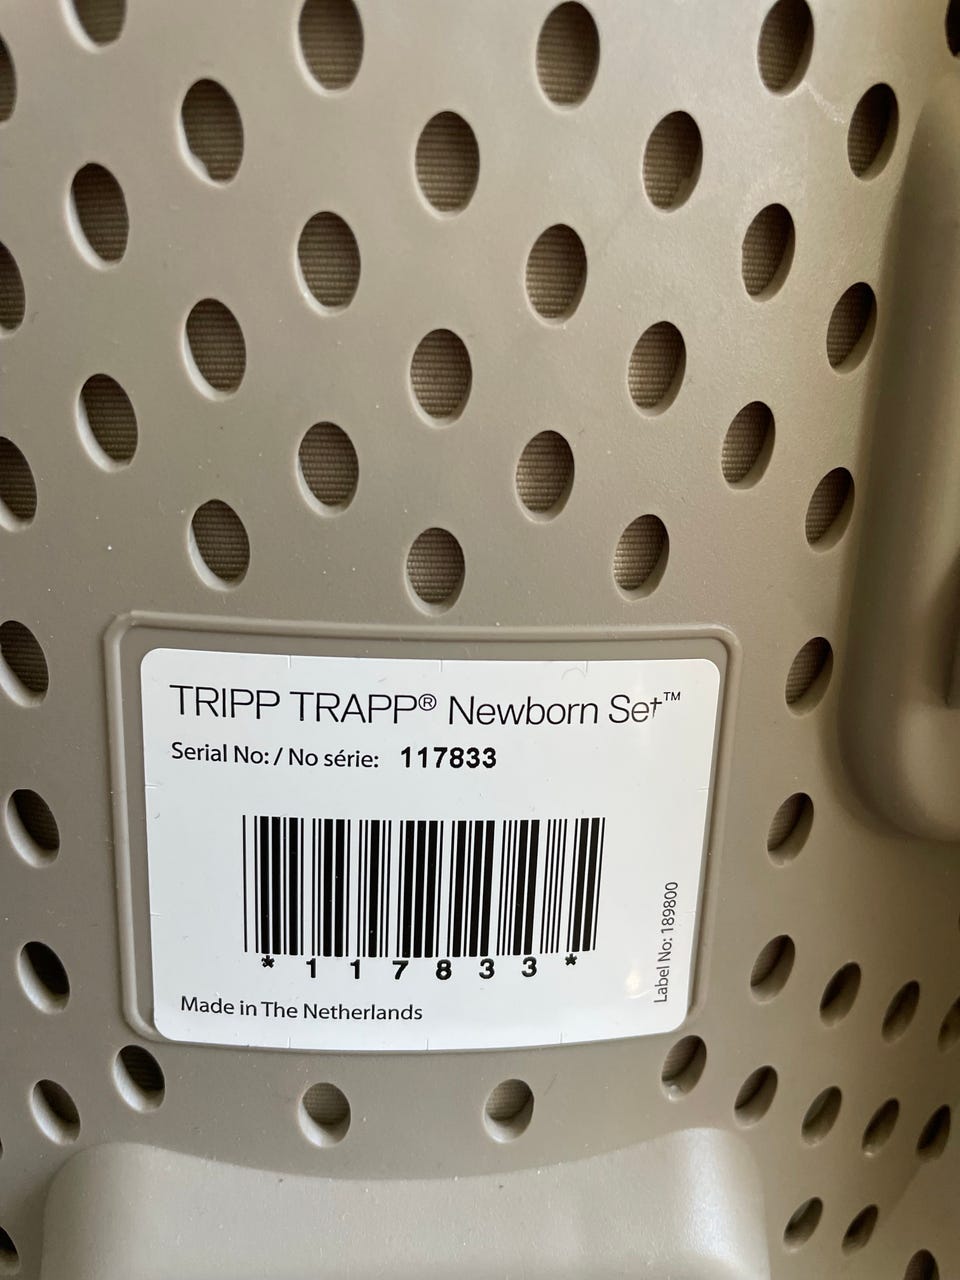 TRIPP TRAPP® Newborn Set™
Serial No: / No série: 117833
*117833*
Label No: 189800
Made in The Netherlands